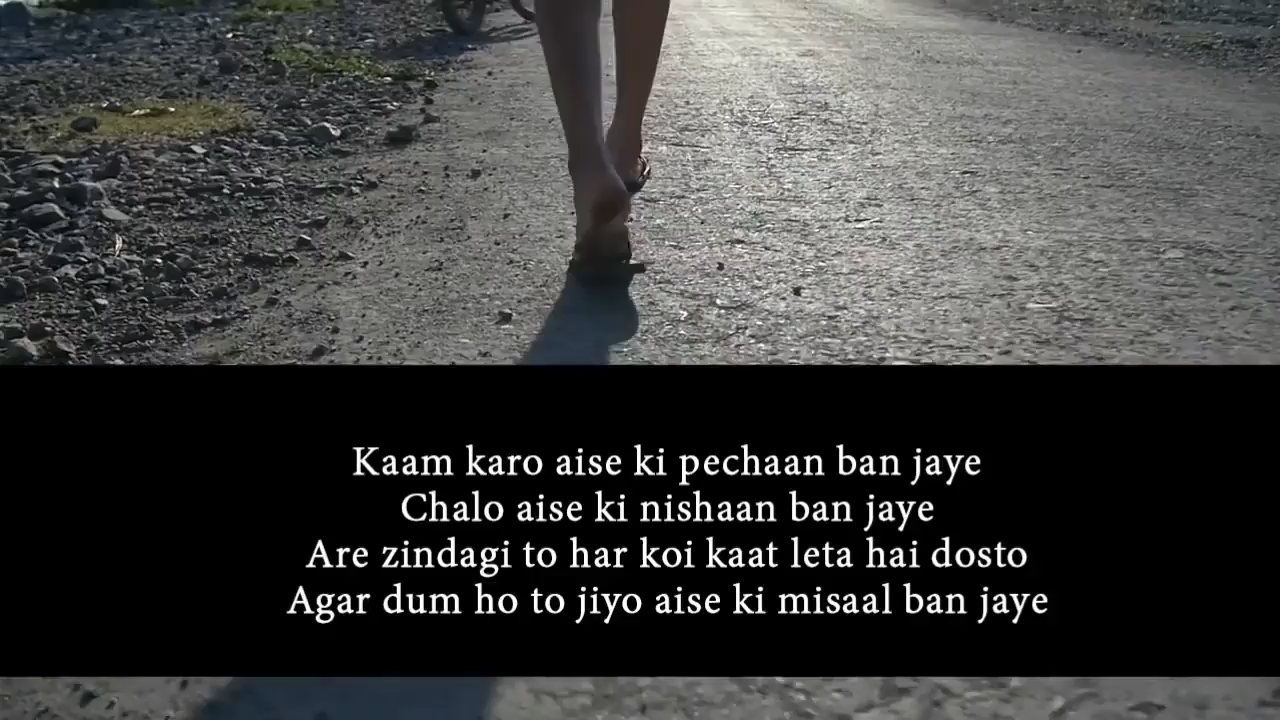 Kaam karo aise ki pechaan ban jaye
Chalo aise ki nishaan ban jaye
Are zindagi to har koi kaat leta hai dosto
Agar dum ho to jiyo aise ki misaal ban jaye